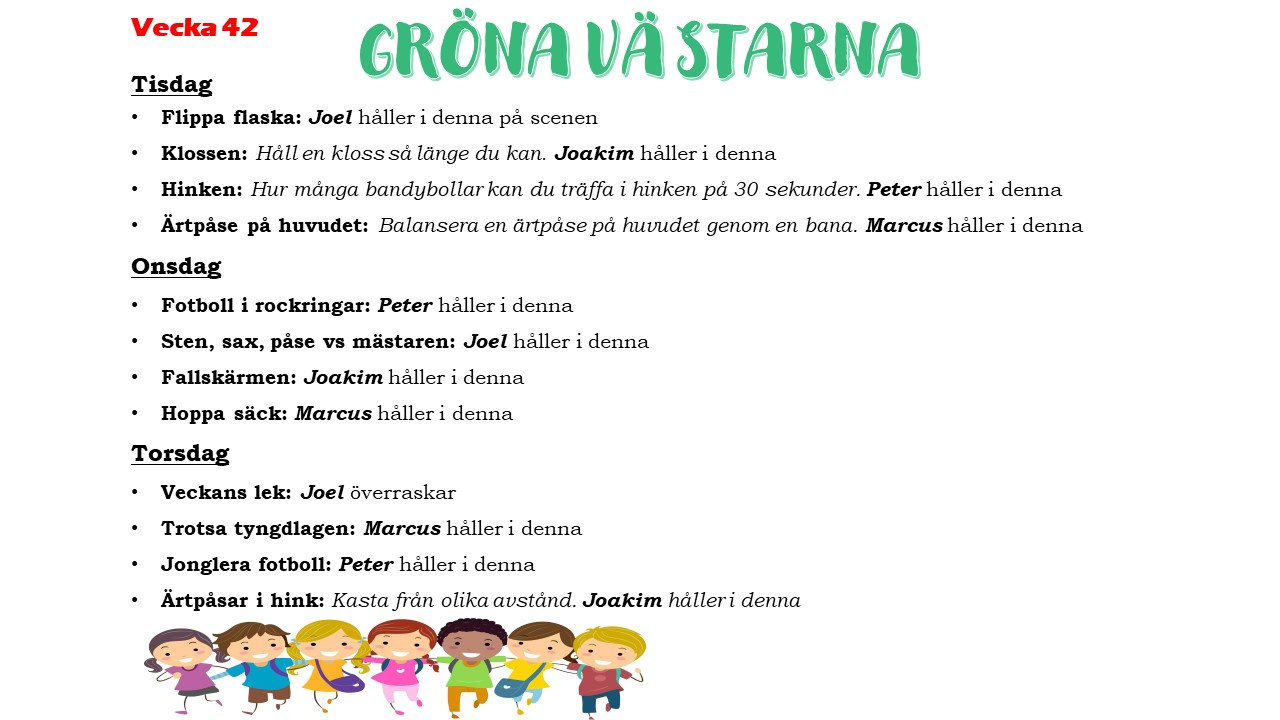 Vecka 42
GRÖNA VÄSTARNA
Tisdag
• Flippa flaska: Joel håller i denna på scenen
• Klossen: Håll en kloss så länge du kan. Joakim håller i denna
• Hinken: Hur många bandybollar kan du träffa i hinken på 30 sekunder. Peter håller i denna
• Ärtpåse på huvudet: Balansera en ärtpåse på huvudet genom en bana. Marcus håller i denna
Onsdag
• Fotboll i rockringar: Peter håller i denna
• Sten, sax, påse vs mästaren: Joel håller i denna
• Fallskärmen: Joakim håller i denna
• Hoppa säck: Marcus håller i denna
Torsdag
• Veckans lek: Joel överraskar
• Trotsa tyngdlagen: Marcus håller i denna
• Jonglera fotboll: Peter håller i denna
• Ärtpåsar i hink: Kasta från olika avstånd. Joakim håller i denna